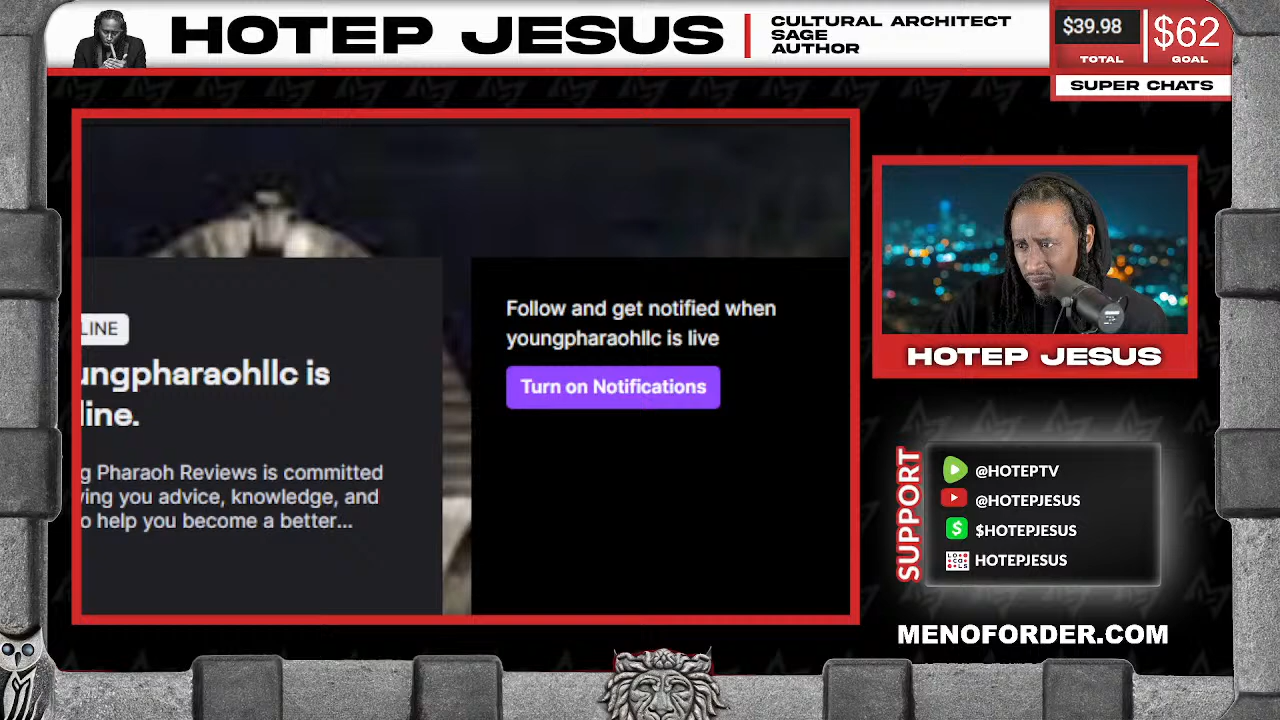 HOTEP JESUS
CULTURAL ARCHITECT
SAGE
AUTHOR
$39.98
TOTAL
$62
GOAL
SUPER CHATS
LINE
ungpharaohllc is
line.
g Pharaoh Reviews is committed
ving you advice, knowledge, and
o help you become a better...
Follow and get notified when
youngpharaohllc is live
Turn on Notifications
HOTEP JESUS
SUPPORT
@HOTEPTV
@HOTEPJESUS
$HOTEPJESUS
locals HOTEPJESUS
MENOFORDER.COM